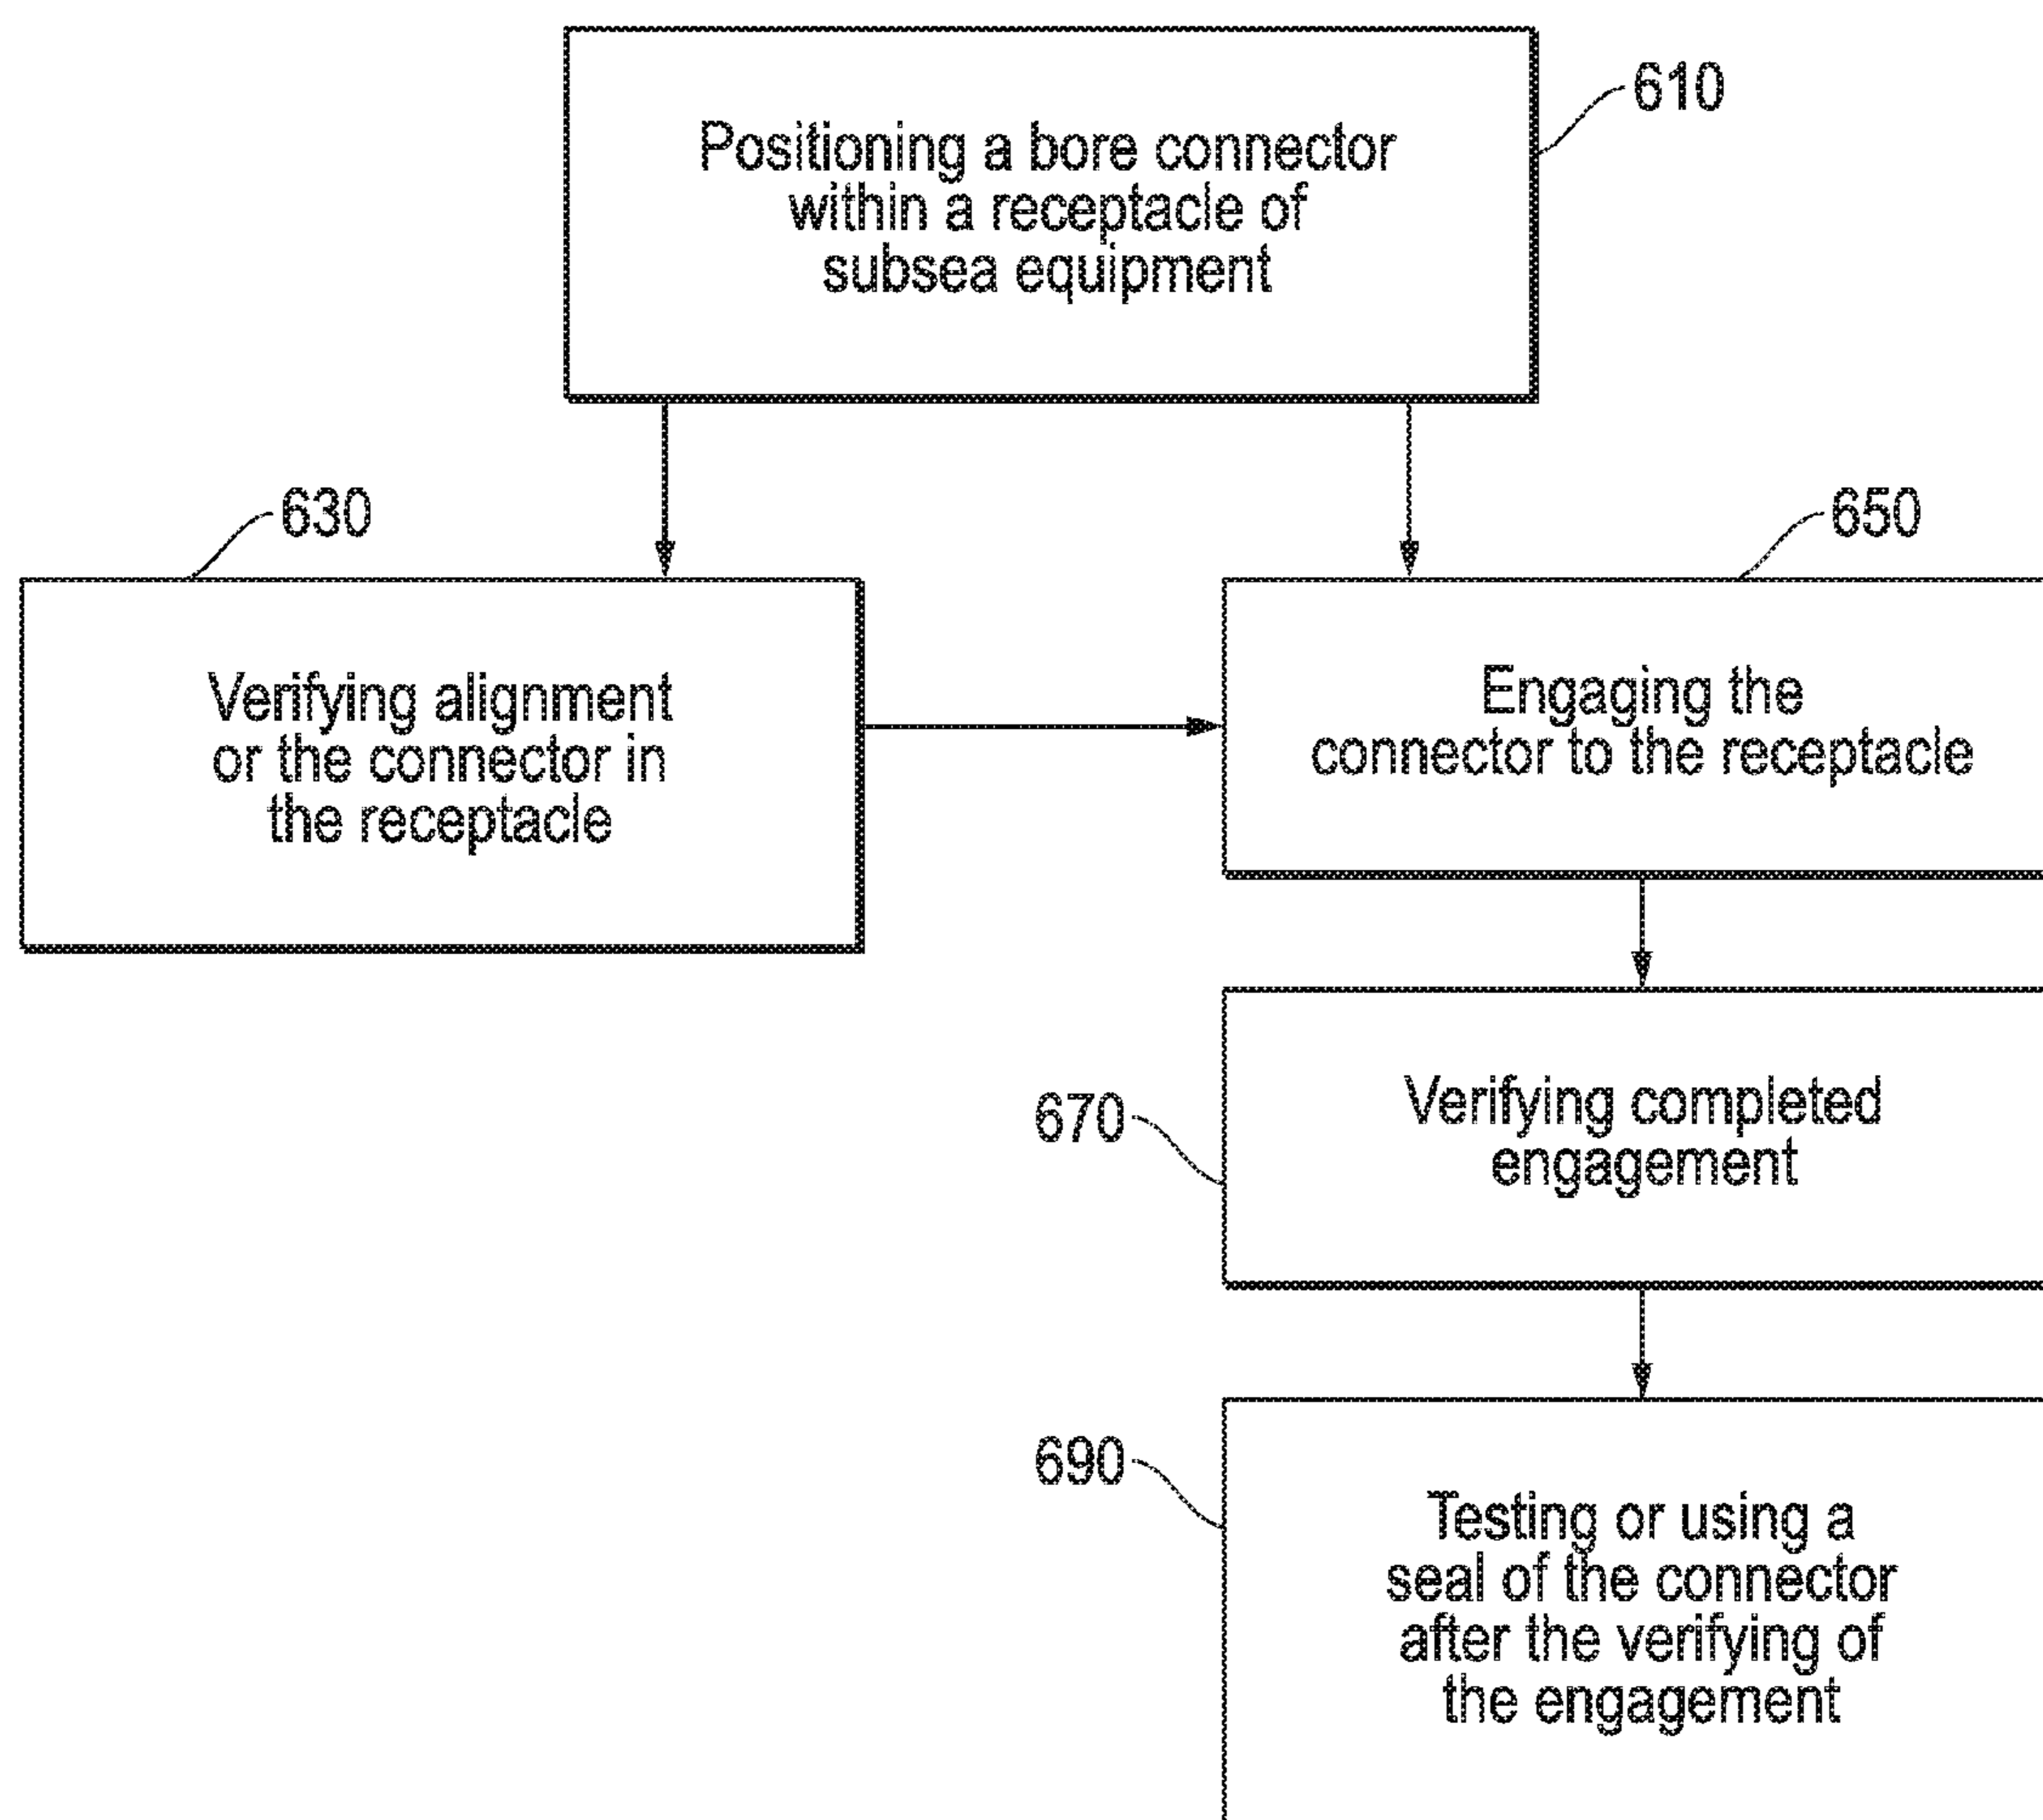 610
Positioning a bore connector
within a receptacle of
subsea equipment
630
650
Verifying alignment
or the connector in
the receptacle
Engaging the
connector to the receptacle
670
Verifying completed
engagement
690
Testing or using a
seal of the connector
after the verifying of
the engagement